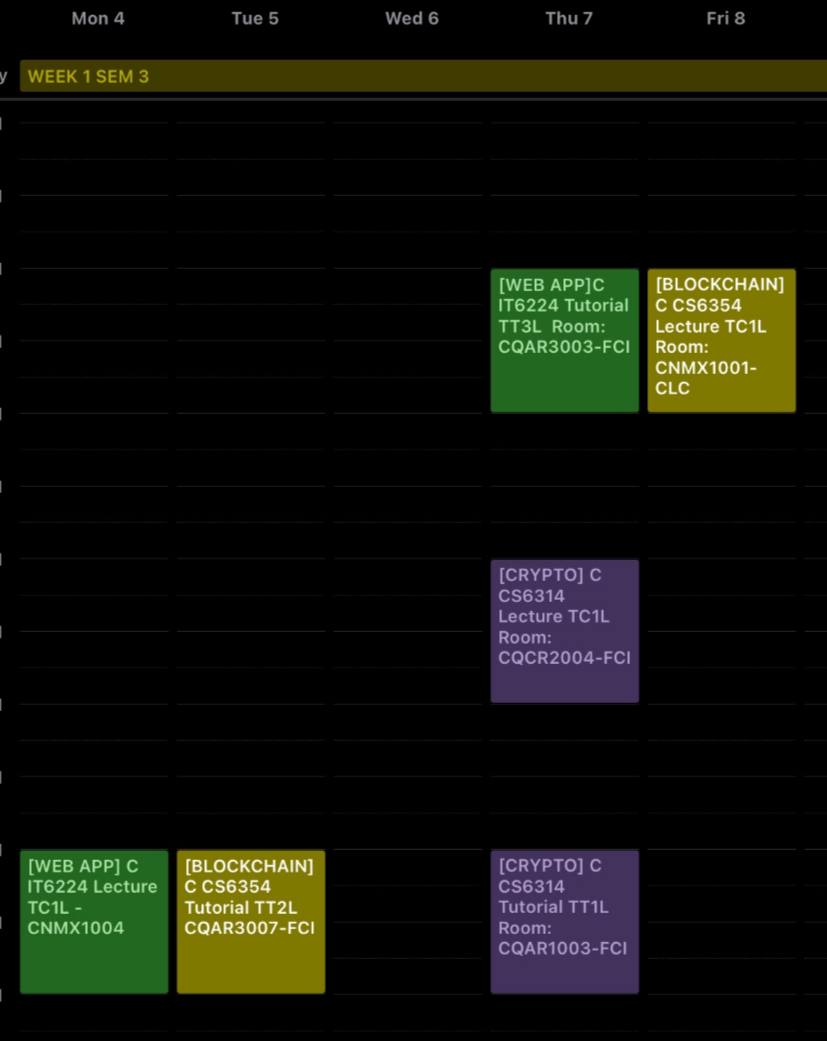 Mon 4
Tue 5
Wed 6
Thu 7
Fri 8
y
WEEK 1 SEM 3
[WEB APP]C
IT6224 Tutorial
TT3L  Room:
CQAR3003-FCI
[BLOCKCHAIN]
C CS6354
Lecture TC1L
Room:
CNMX1001-
CLC
[CRYPTO] C
CS6314
Lecture TC1L
Room:
CQCR2004-FCI
[WEB APP] C
IT6224 Lecture
TC1L -
CNMX1004
[BLOCKCHAIN]
C CS6354
Tutorial TT2L
CQAR3007-FCI
[CRYPTO] C
CS6314
Tutorial TT1L
Room:
CQAR1003-FCI